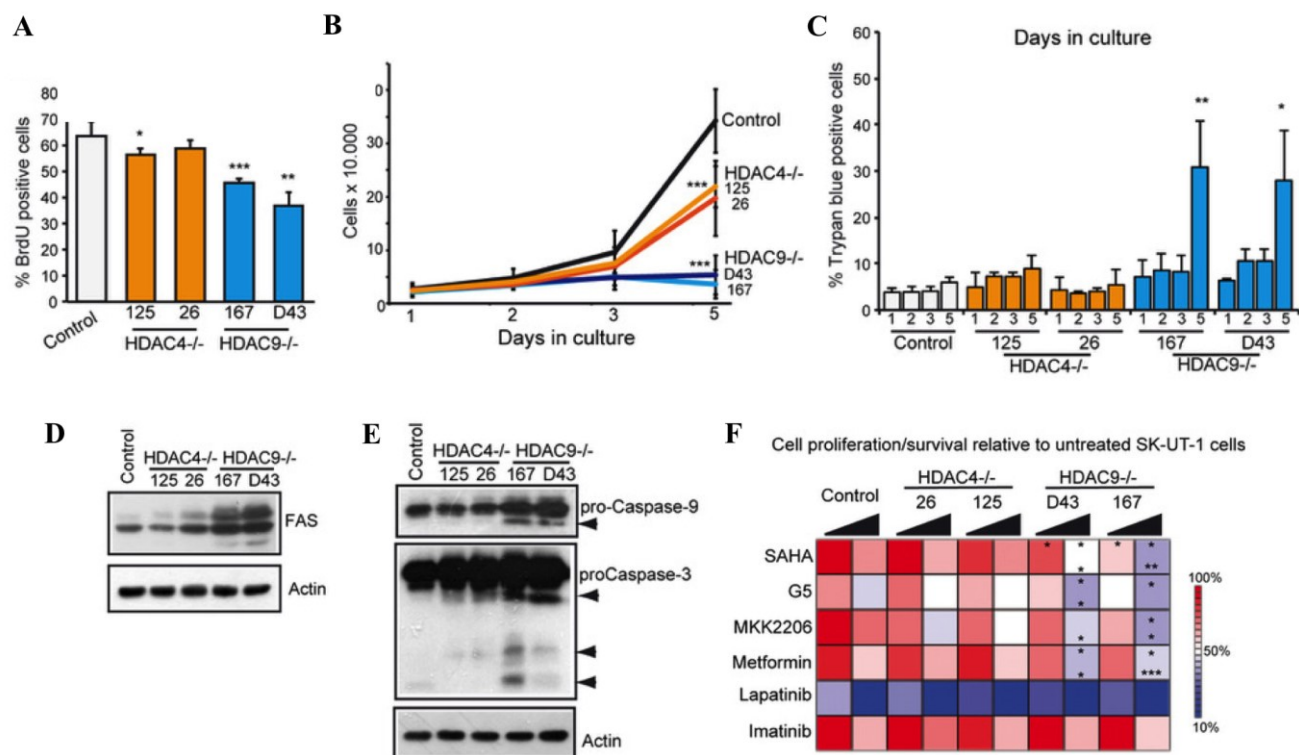 A
% BrdU positive cells
80
70
60
50
40
30
20
10
0
*
***
**
Control
125
26
167
D43
HDAC4-/-
HDAC9-/-
B
Cells x 10.000
0
30
20
10
Control
***
HDAC4-/-
125
26
***
HDAC9-/-
D43
167
1
2
3
5
Days in culture
C
Days in culture
% Trypan blue positive cells
60
50
40
30
20
10
0
**
*
1 2 3 5 1 2 3 5 1 2 3 5 1 2 3 5 1 2 3 5
Control
125
26
167
D43
HDAC4-/-
HDAC9-/-
D
Control
HDAC4-/-
HDAC9-/-
125 26 167 D43
FAS
Actin
E
Control
HDAC4-/-
HDAC9-/-
125 26 167 D43
pro-Caspase-9
proCaspase-3
Actin
F
Cell proliferation/survival relative to untreated SK-UT-1 cells
HDAC4-/-
HDAC9-/-
Control
26
125
D43
167
SAHA
* * * *
* **
G5
* *
*
MKK2206
* *
* *
Metformin
* *
* ***
Lapatinib
Imatinib
100%
50%
10%